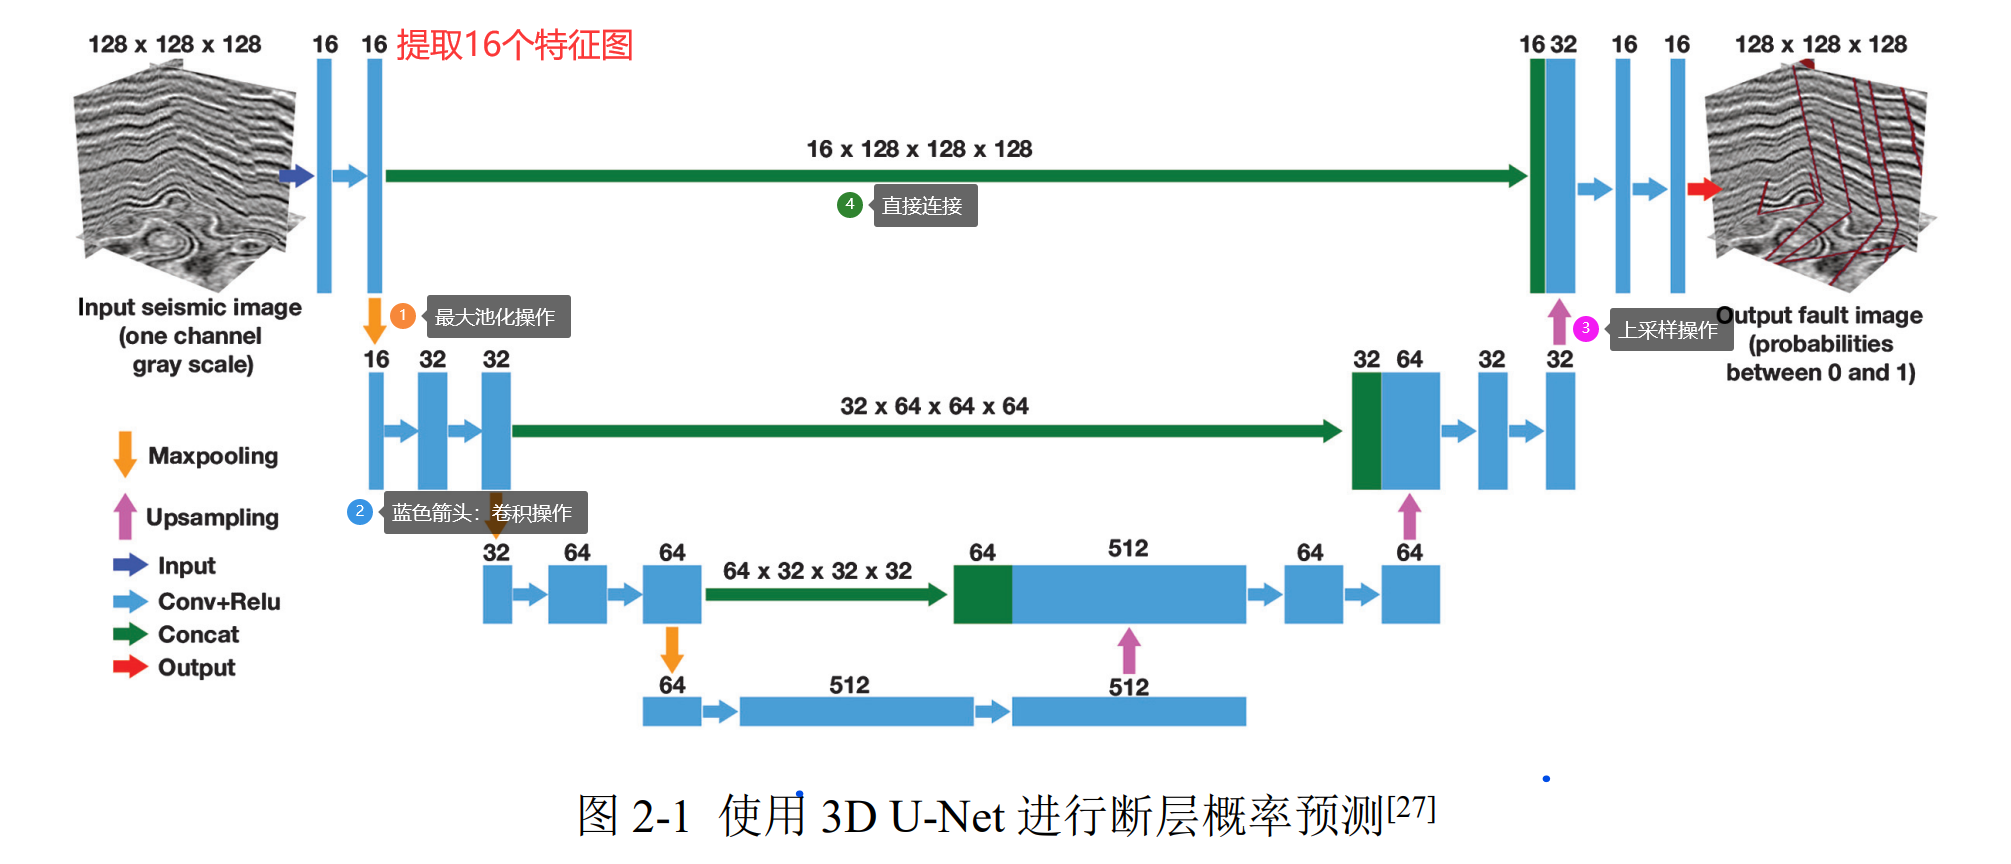 128 x 128 x 128
16
16
提取16个特征图
16 32
16
16
128 x 128 x 128
16 x 128 x 128 x 128
4
直接连接
Input seismic image
(one channel
gray scale)
1
最大池化操作
3
上采样操作
Output fault image
(probabilities
between 0 and 1)
16
32
32
32 x 64 x 64 x 64
32
64
32
32
Maxpooling
Upsampling
Input
Conv+Relu
Concat
Output
2
蓝色箭头：卷积操作
32
64
64
64 x 32 x 32 x 32
64
512
64
64
64
512
512
图 2-1 使用 3D U-Net 进行断层概率预测[27]